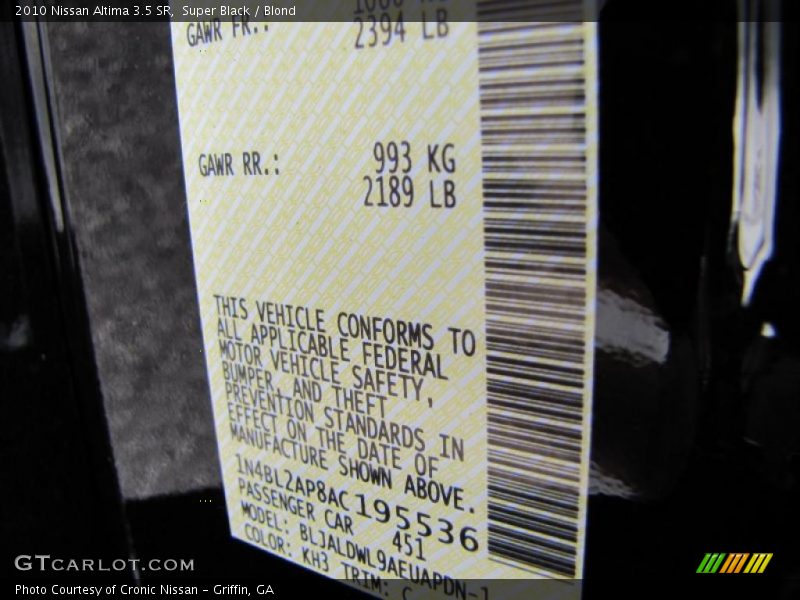 2010 Nissan Altima 3.5 SR, Super Black / Blond
GAWR FR.:
2394 LB
GAWR RR.: 993 KG
2189 LB
THIS VEHICLE CONFORMS TO
ALL APPLICABLE FEDERAL
MOTOR VEHICLE SAFETY,
BUMPER, AND THEFT
PREVENTION STANDARDS IN
EFFECT ON THE DATE OF
MANUFACTURE SHOWN ABOVE.
1N4BL2AP8AC195536
PASSENGER CAR 451
MODEL: BLJALDWL9AEUAPDN-1
COLOR: KH3 TRIM: C
GTCARLOT.COM
Photo Courtesy of Cronic Nissan - Griffin, GA